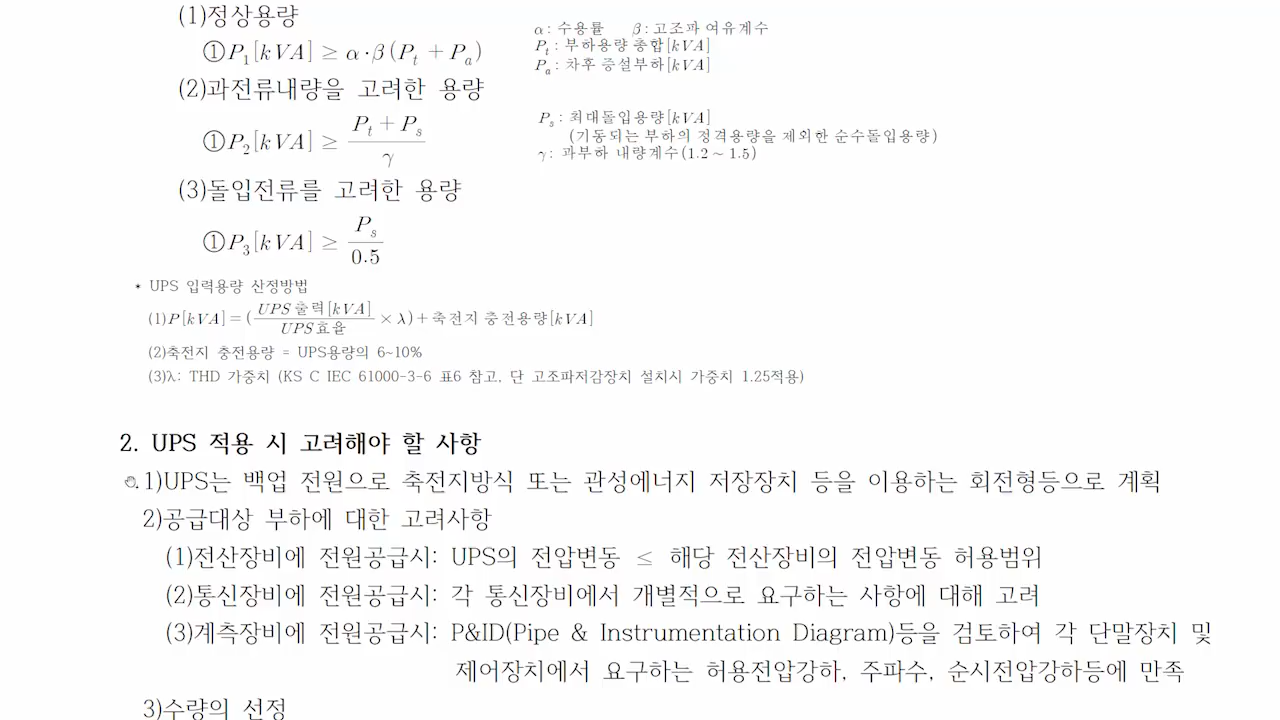 (1)정상용량
①P₁[kVA] ≥ α·β(Pₜ + Pₐ)
α: 수용률 β: 고조파 여유계수
Pₜ: 부하용량 총합[kVA]
Pₐ: 차후 증설부하[kVA]
(2)과전류내량을 고려한 용량
①P₂[kVA] ≥ (Pₜ + Pₛ)/γ
Pₛ: 최대돌입용량[kVA]
(기동되는 부하의 정격용량을 제외한 순수돌입용량)
γ: 과부하 내량계수(1.2 ~ 1.5)
(3)돌입전류를 고려한 용량
①P₃[kVA] ≥ Pₛ/0.5
* UPS 입력용량 산정방법
(1)P[kVA] = (UPS출력[kVA]/UPS효율 × λ) + 축전지 충전용량[kVA]
(2)축전지 충전용량 = UPS용량의 6~10%
(3)λ: THD 가중치 (KS C IEC 61000-3-6 표6 참고, 단 고조파저감장치 설치시 가중치 1.25적용)
2. UPS 적용 시 고려해야 할 사항
1)UPS는 백업 전원으로 축전지방식 또는 관성에너지 저장장치 등을 이용하는 회전형등으로 계획
2)공급대상 부하에 대한 고려사항
(1)전산장비에 전원공급시: UPS의 전압변동 ≤ 해당 전산장비의 전압변동 허용범위
(2)통신장비에 전원공급시: 각 통신장비에서 개별적으로 요구하는 사항에 대해 고려
(3)계측장비에 전원공급시: P&ID(Pipe & Instrumentation Diagram)등을 검토하여 각 단말장치 및
제어장치에서 요구하는 허용전압강하, 주파수, 순시전압강하등에 만족
3)수량의 선정